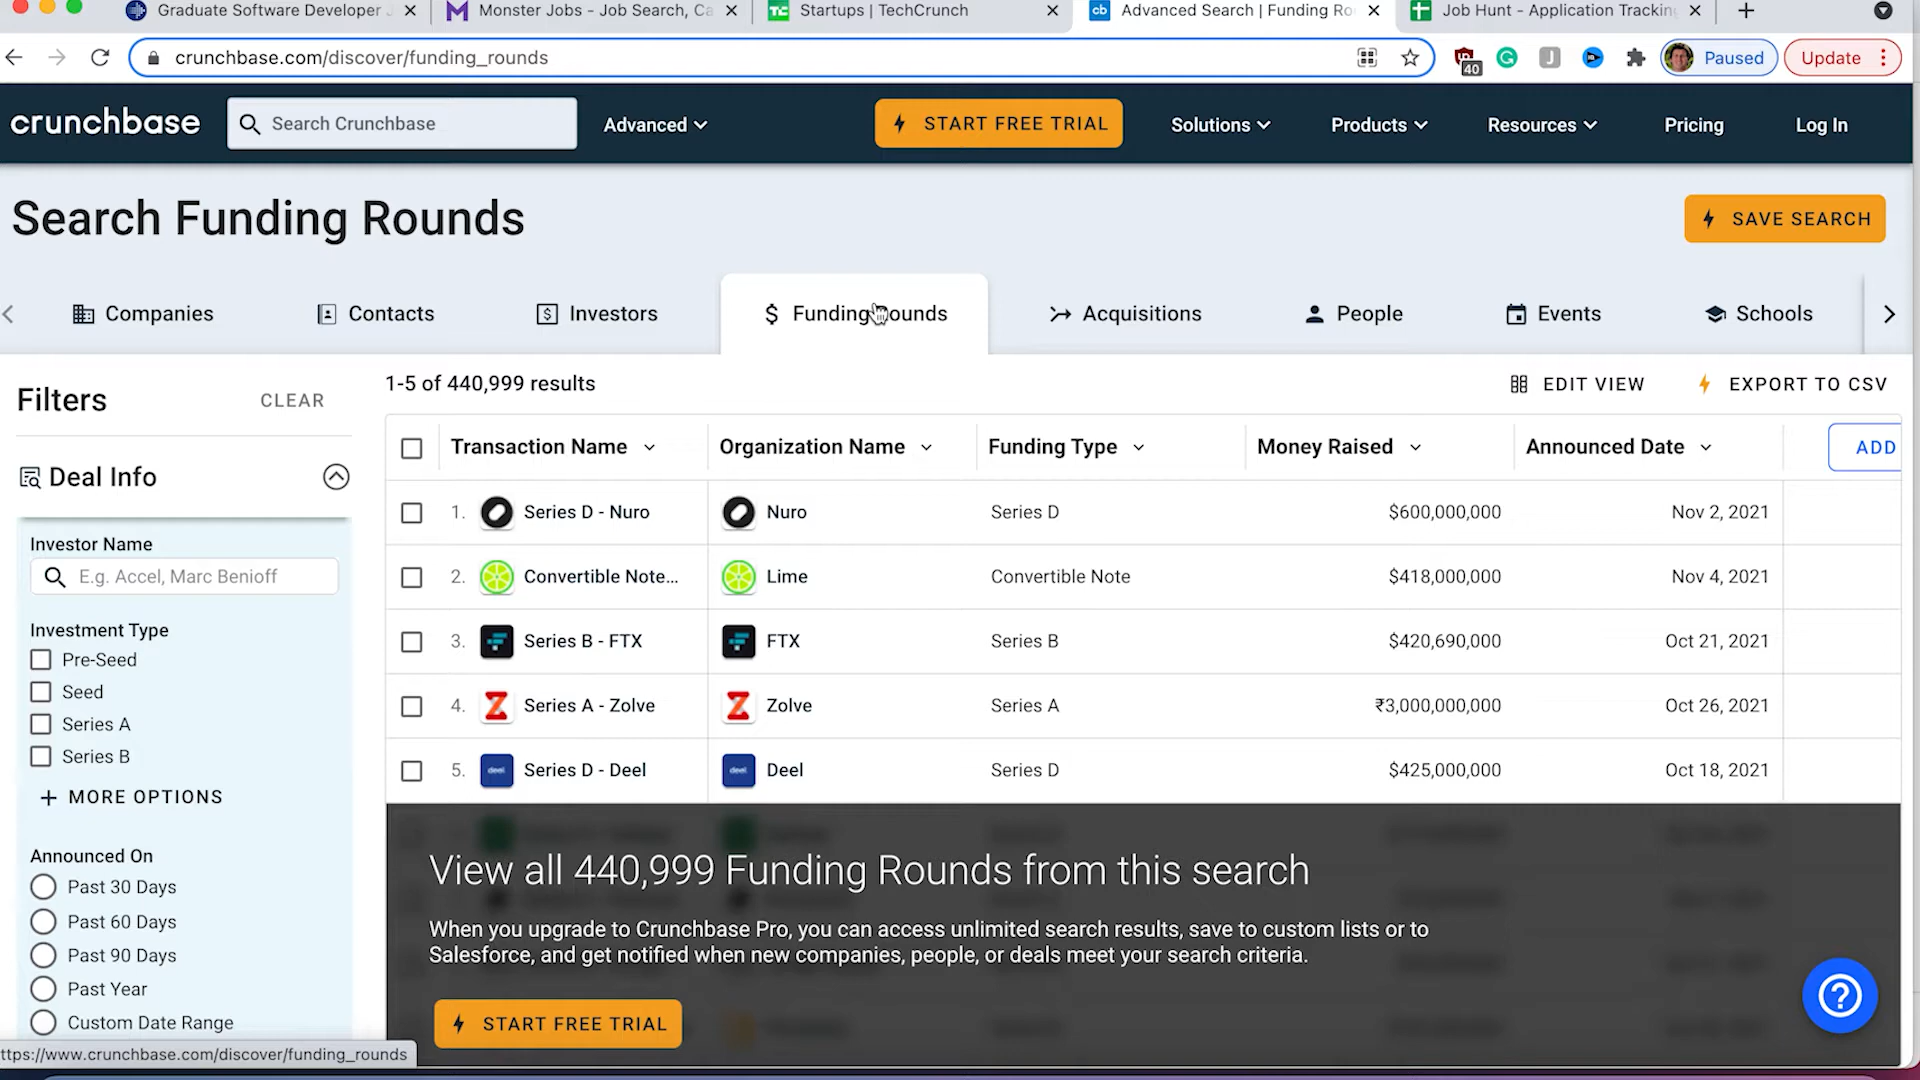 Graduate Software Developer J
Monster Jobs - Job Search, Ca
Startups | TechCrunch
Advanced Search | Funding Ro
Job Hunt - Application Tracking
crunchbase.com/discover/funding_rounds
40
Paused
Update
crunchbase
Search Crunchbase
Advanced
START FREE TRIAL
Solutions
Products
Resources
Pricing
Log In
Search Funding Rounds
SAVE SEARCH
Companies
Contacts
Investors
Funding Rounds
Acquisitions
People
Events
Schools
Filters
CLEAR
1-5 of 440,999 results
EDIT VIEW
EXPORT TO CSV
Transaction Name
Organization Name
Funding Type
Money Raised
Announced Date
ADD
Deal Info
1. Series D - Nuro Nuro Series D $600,000,000 Nov 2, 2021
2. Convertible Note... Lime Convertible Note $418,000,000 Nov 4, 2021
3. Series B - FTX FTX Series B $420,690,000 Oct 21, 2021
4. Series A - Zolve Zolve Series A ₹3,000,000,000 Oct 26, 2021
5. deel Series D - Deel deel Deel Series D $425,000,000 Oct 18, 2021
Investor Name
E.g. Accel, Marc Benioff
Investment Type
Pre-Seed
Seed
Series A
Series B
+ MORE OPTIONS
Announced On
Past 30 Days
Past 60 Days
Past 90 Days
Past Year
Custom Date Range
View all 440,999 Funding Rounds from this search
When you upgrade to Crunchbase Pro, you can access unlimited search results, save to custom lists or to
Salesforce, and get notified when new companies, people, or deals meet your search criteria.
START FREE TRIAL
ttps://www.crunchbase.com/discover/funding_rounds